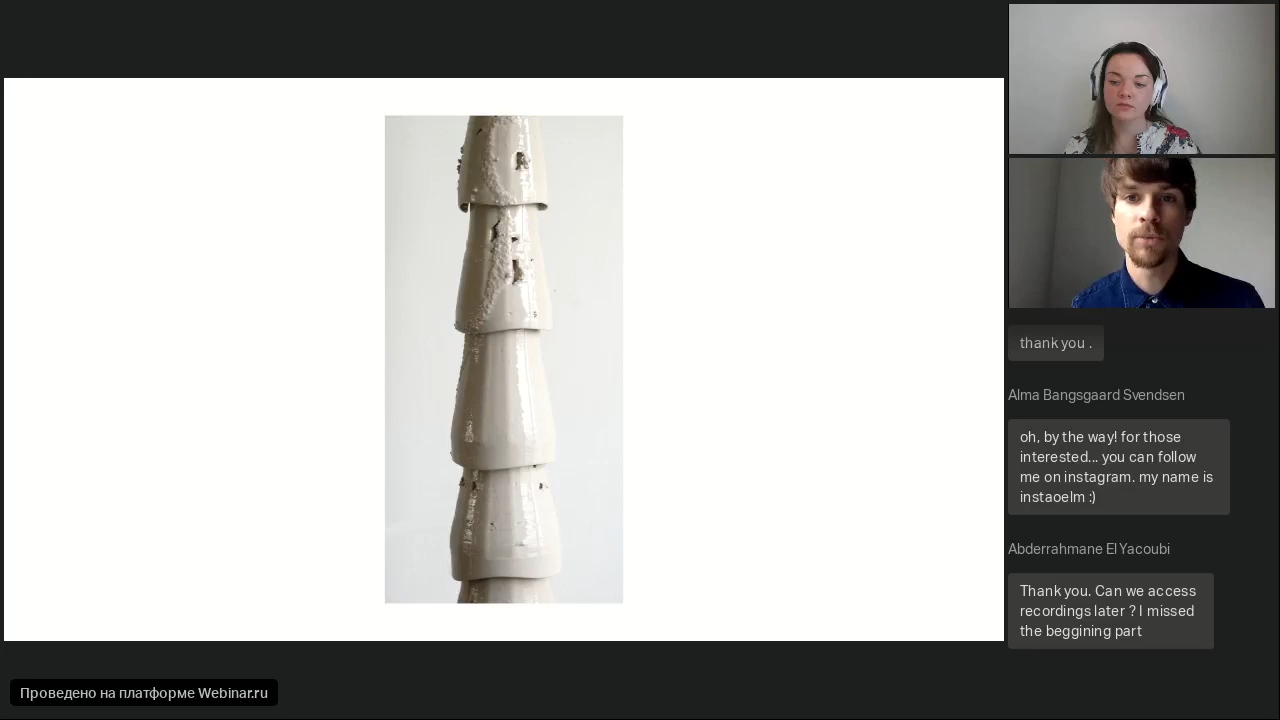 thank you .
Alma Bangsgaard Svendsen
oh, by the way! for those
interested... you can follow
me on instagram. my name is
instaoelm :)
Abderrahmane El Yacoubi
Thank you. Can we access
recordings later ? I missed
the beggining part
Проведено на платформе Webinar.ru